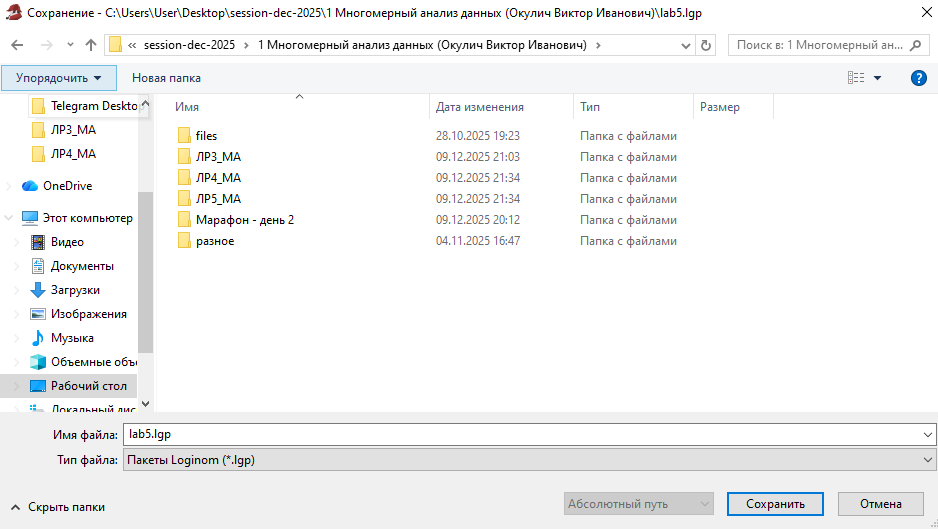 Сохранение - C:\Users\User\Desktop\session-dec-2025\1 Многомерный анализ данных (Окулич Виктор Иванович)\lab5.lgp
« session-dec-2025 › 1 Многомерный анализ данных (Окулич Виктор Иванович) ›
Поиск в: 1 Многомерный ан...
Упорядочить
Новая папка
Имя
Дата изменения
Тип
Размер
Telegram Deskto
ЛР3_МА
ЛР4_МА
OneDrive
Этот компьютер
Видео
Документы
Загрузки
Изображения
Музыка
Объемные объ
Рабочий стол
Локальный дис
files 28.10.2025 19:23 Папка с файлами
ЛР3_МА 09.12.2025 21:03 Папка с файлами
ЛР4_МА 09.12.2025 21:34 Папка с файлами
ЛР5_МА 09.12.2025 21:34 Папка с файлами
Марафон - день 2 09.12.2025 20:12 Папка с файлами
разное 04.11.2025 16:47 Папка с файлами
Имя файла: lab5.lgp
Тип файла: Пакеты Loginom (*.lgp)
Скрыть папки
Абсолютный путь
Сохранить
Отмена